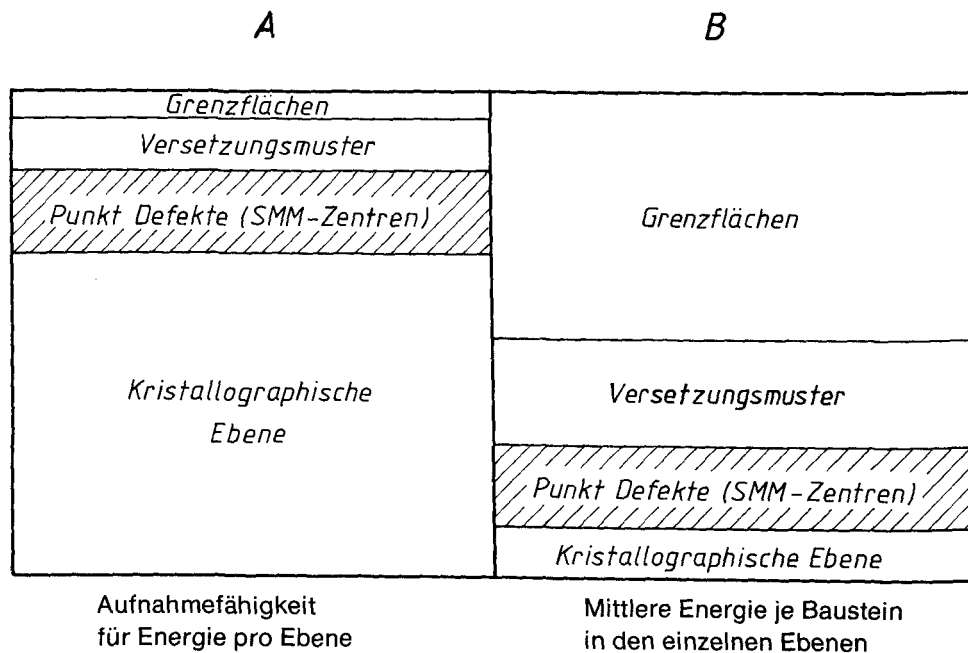 A
B
Grenzflächen
Versetzungsmuster
Punkt Defekte (SMM-Zentren)
Kristallographische
Ebene
Grenzflächen
Versetzungsmuster
Punkt Defekte (SMM-Zentren)
Kristallographische Ebene
Aufnahmefähigkeit
für Energie pro Ebene
Mittlere Energie je Baustein
in den einzelnen Ebenen